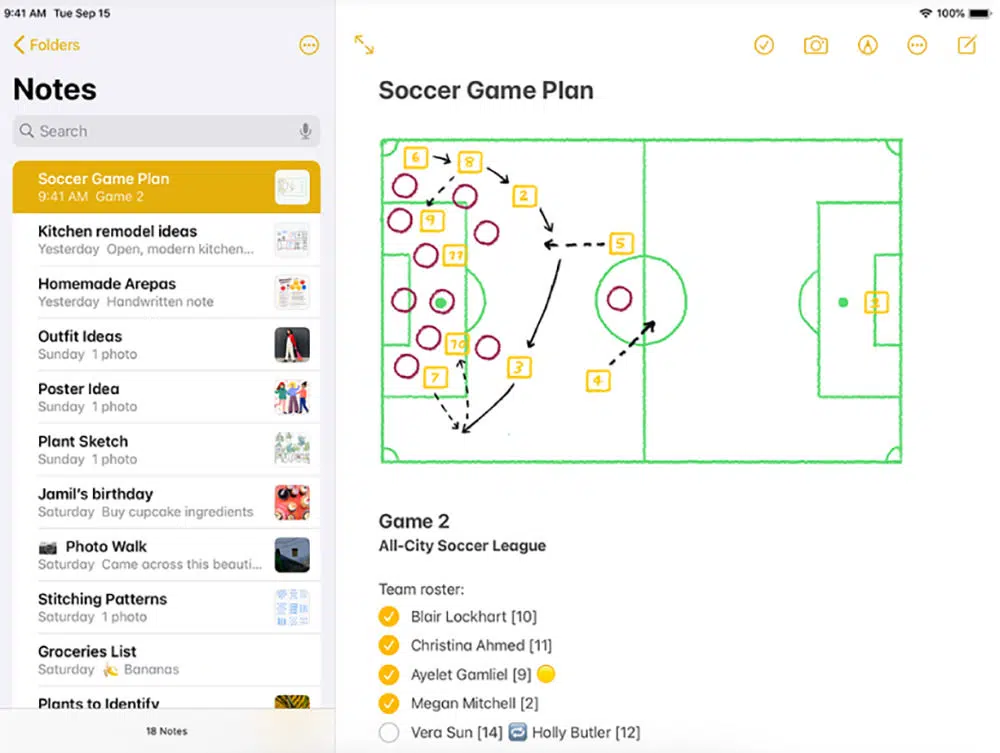 9:41 AM Tue Sep 15
100%
Folders
Notes
Search
Soccer Game Plan
9:41 AM Game 2
Kitchen remodel ideas
Yesterday Open, modern kitchen...
Homemade Arepas
Yesterday Handwritten note
Outfit Ideas
Sunday 1 photo
Poster Idea
Sunday 1 photo
Plant Sketch
Sunday 1 photo
Jamil's birthday
Saturday Buy cupcake ingredients
Photo Walk
Saturday Came across this beauti...
Stitching Patterns
Saturday 1 photo
Groceries List
Saturday 🍌 Bananas
Plants to Identify
18 Notes
Soccer Game Plan
6
8
2
9
5
11
1
10
3
7
4
Game 2
All-City Soccer League
Team roster:
Blair Lockhart [10]
Christina Ahmed [11]
Ayelet Gamliel [9]
Megan Mitchell [2]
Vera Sun [14] 🔁 Holly Butler [12]